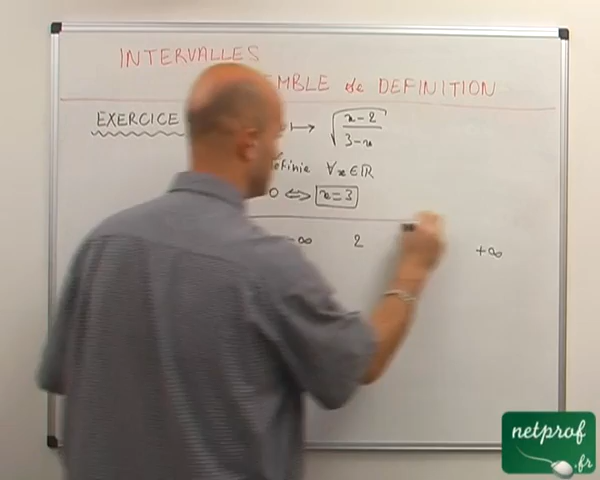 INTERVALLES
EMBLE de DEFINITION
EXERCICE
↦ √((x-2)/(3-x))
définie ∀x∈ℝ
0 ⟺ x=3
-∞ 2 +∞
netprof
.fr